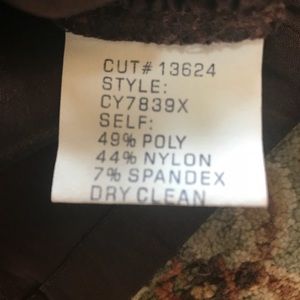 CUT# 13624
STYLE:
CY7839X
SELF:
49% POLY
44% NYLON
7% SPANDEX
DRY CLEAN